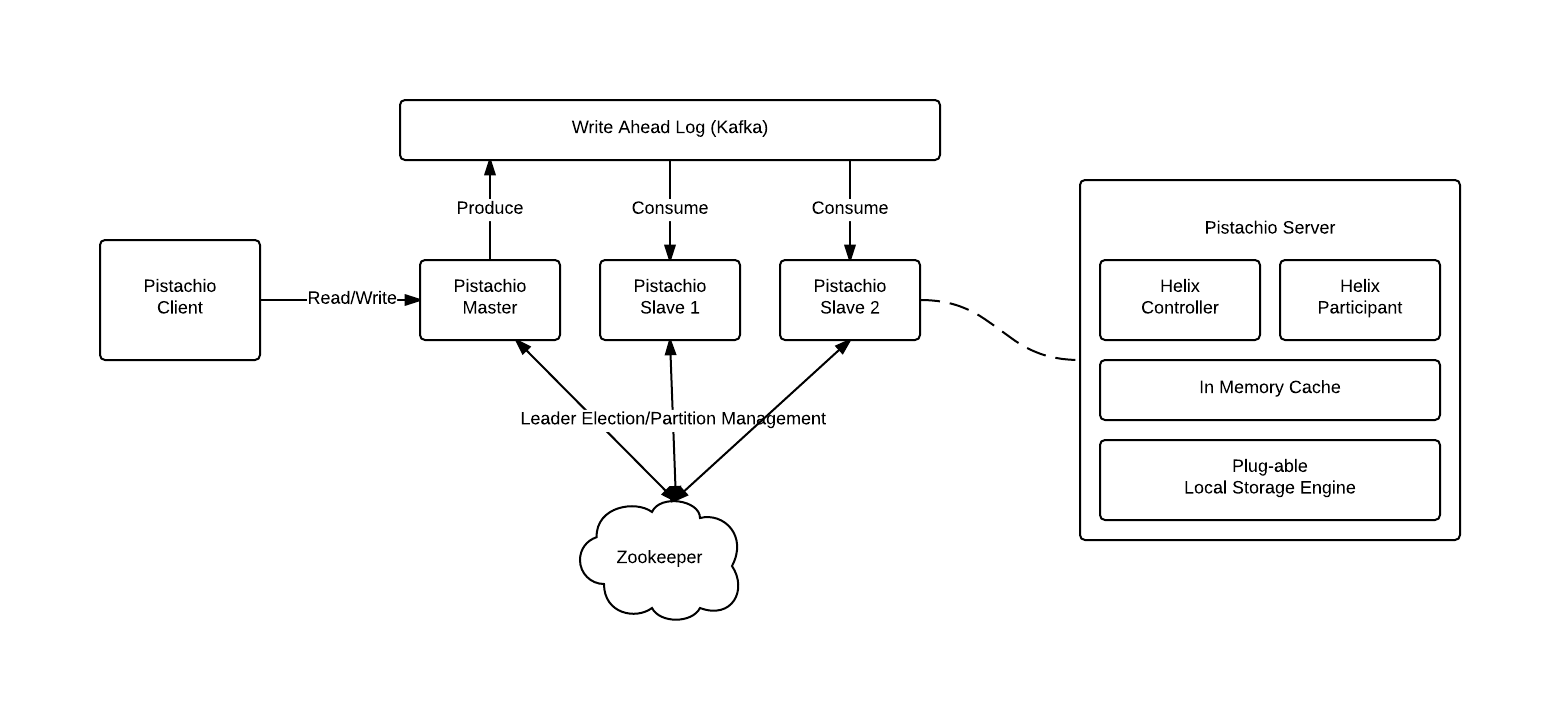 Write Ahead Log (Kafka)
Produce
Consume
Consume
Pistachio
Client
Read/Write
Pistachio
Master
Pistachio
Slave 1
Pistachio
Slave 2
Leader Election/Partition Management
Zookeeper
Pistachio Server
Helix
Controller
Helix
Participant
In Memory Cache
Plug-able
Local Storage Engine